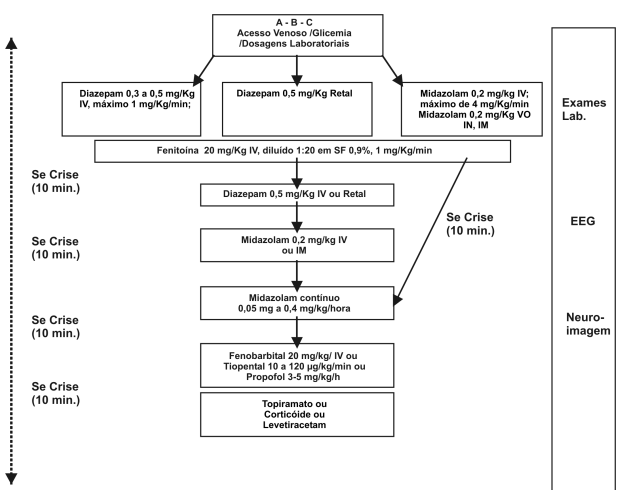 A - B - C
Acesso Venoso /Glicemia
/Dosagens Laboratoriais
Diazepam 0,3 a 0,5 mg/Kg
IV, máximo 1 mg/Kg/min;
Diazepam 0,5 mg/Kg Retal
Midazolam 0,2 mg/kg IV;
máximo de 4 mg/Kg/min
Midazolam 0,2 mg/Kg VO
IN, IM
Fenitoína 20 mg/Kg IV, diluído 1:20 em SF 0,9%, 1 mg/Kg/min
Se Crise
(10 min.)
Diazepam 0,5 mg/Kg IV ou Retal
Se Crise
(10 min.)
Se Crise
(10 min.)
Midazolam 0,2 mg/kg IV
ou IM
Midazolam contínuo
0,05 mg a 0,4 mg/kg/hora
Se Crise
(10 min.)
Fenobarbital 20 mg/kg/ IV ou
Tiopental 10 a 120 µg/kg/min ou
Propofol 3-5 mg/kg/h
Se Crise
(10 min.)
Topiramato ou
Corticóide ou
Levetiracetam
Exames
Lab.
EEG
Neuro-
imagem